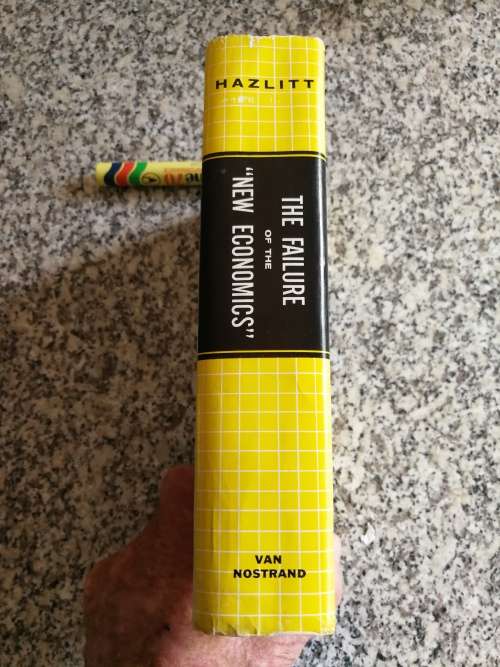 HAZLITT
THE FAILURE
OF THE
"NEW ECONOMICS"
VAN
NOSTRAND